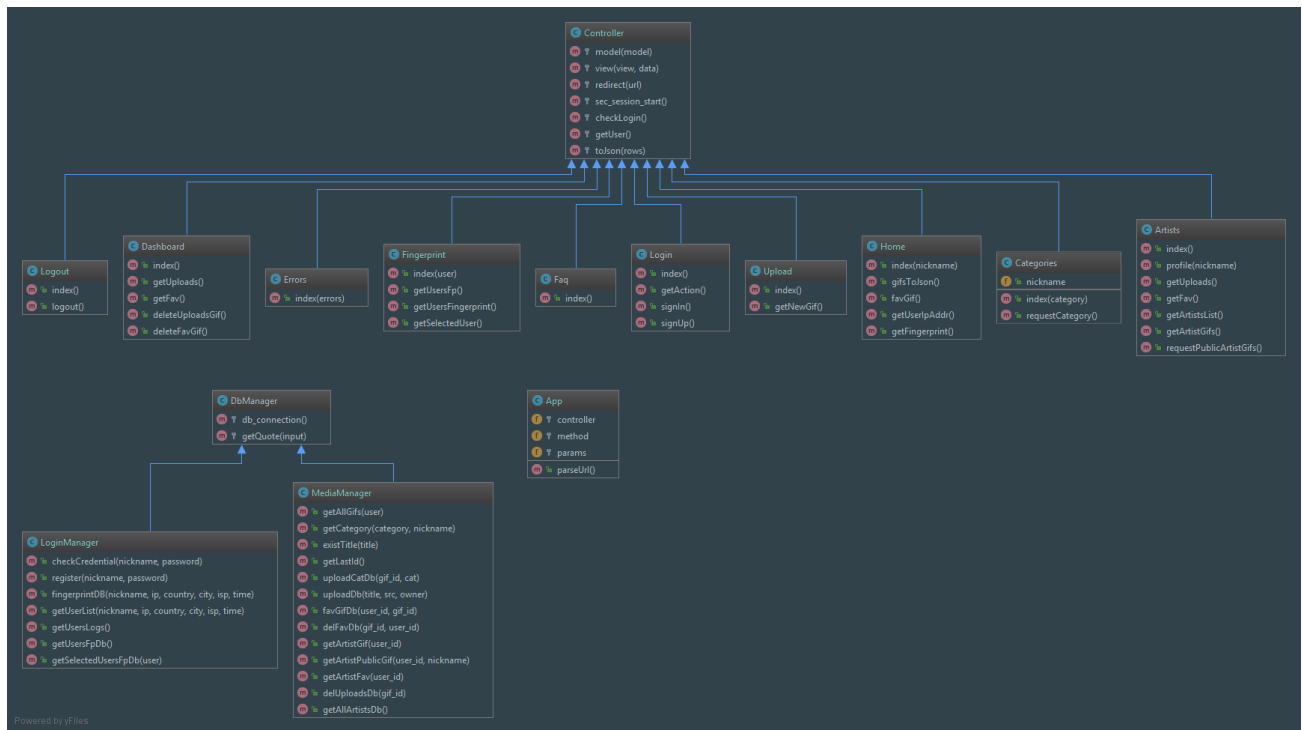 Controller
model(model)
view(view, data)
redirect(url)
sec_session_start()
checkLogin()
getUser()
toJson(rows)
Logout
index()
logout()
Dashboard
index()
getUploads()
getFav()
deleteUploadsGif()
deleteFavGif()
Errors
index(errors)
Fingerprint
index(user)
getUsersFp()
getUsersFingerprint()
getSelectedUser()
Faq
index()
Login
index()
getAction()
signIn()
signUp()
Upload
index()
getNewGif()
Home
index(nickname)
gifsToJson()
favGif()
getUserIpAddr()
getFingerprint()
Categories
nickname
index(category)
requestCategory()
Artists
index()
profile(nickname)
getUploads()
getFav()
getArtistsList()
getArtistGifs()
requestPublicArtistGifs()
DbManager
db_connection()
getQuote(input)
App
controller
method
params
parseUrl()
LoginManager
checkCredential(nickname, password)
register(nickname, password)
fingerprintDB(nickname, ip, country, city, isp, time)
getUserList(nickname, ip, country, city, isp, time)
getUsersLogs()
getUsersFpDb()
getSelectedUsersFpDb(user)
MediaManager
getAllGifs(user)
getCategory(category, nickname)
existTitle(title)
getLastId()
uploadCatDb(gif_id, cat)
uploadDb(title, src, owner)
favGifDb(user_id, gif_id)
delFavDb(gif_id, user_id)
getArtistGif(user_id)
getArtistPublicGif(user_id, nickname)
getArtistFav(user_id)
delUploadsDb(gif_id)
getAllArtistsDb()
Powered by yFiles